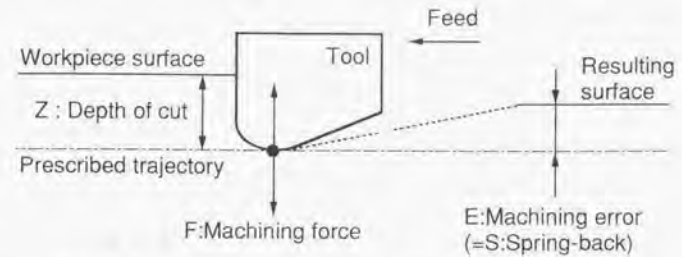 Feed
Workpiece surface
Tool
Resulting
surface
Z : Depth of cut
Prescribed trajectory
F:Machining force
E:Machining error
(=S:Spring-back)